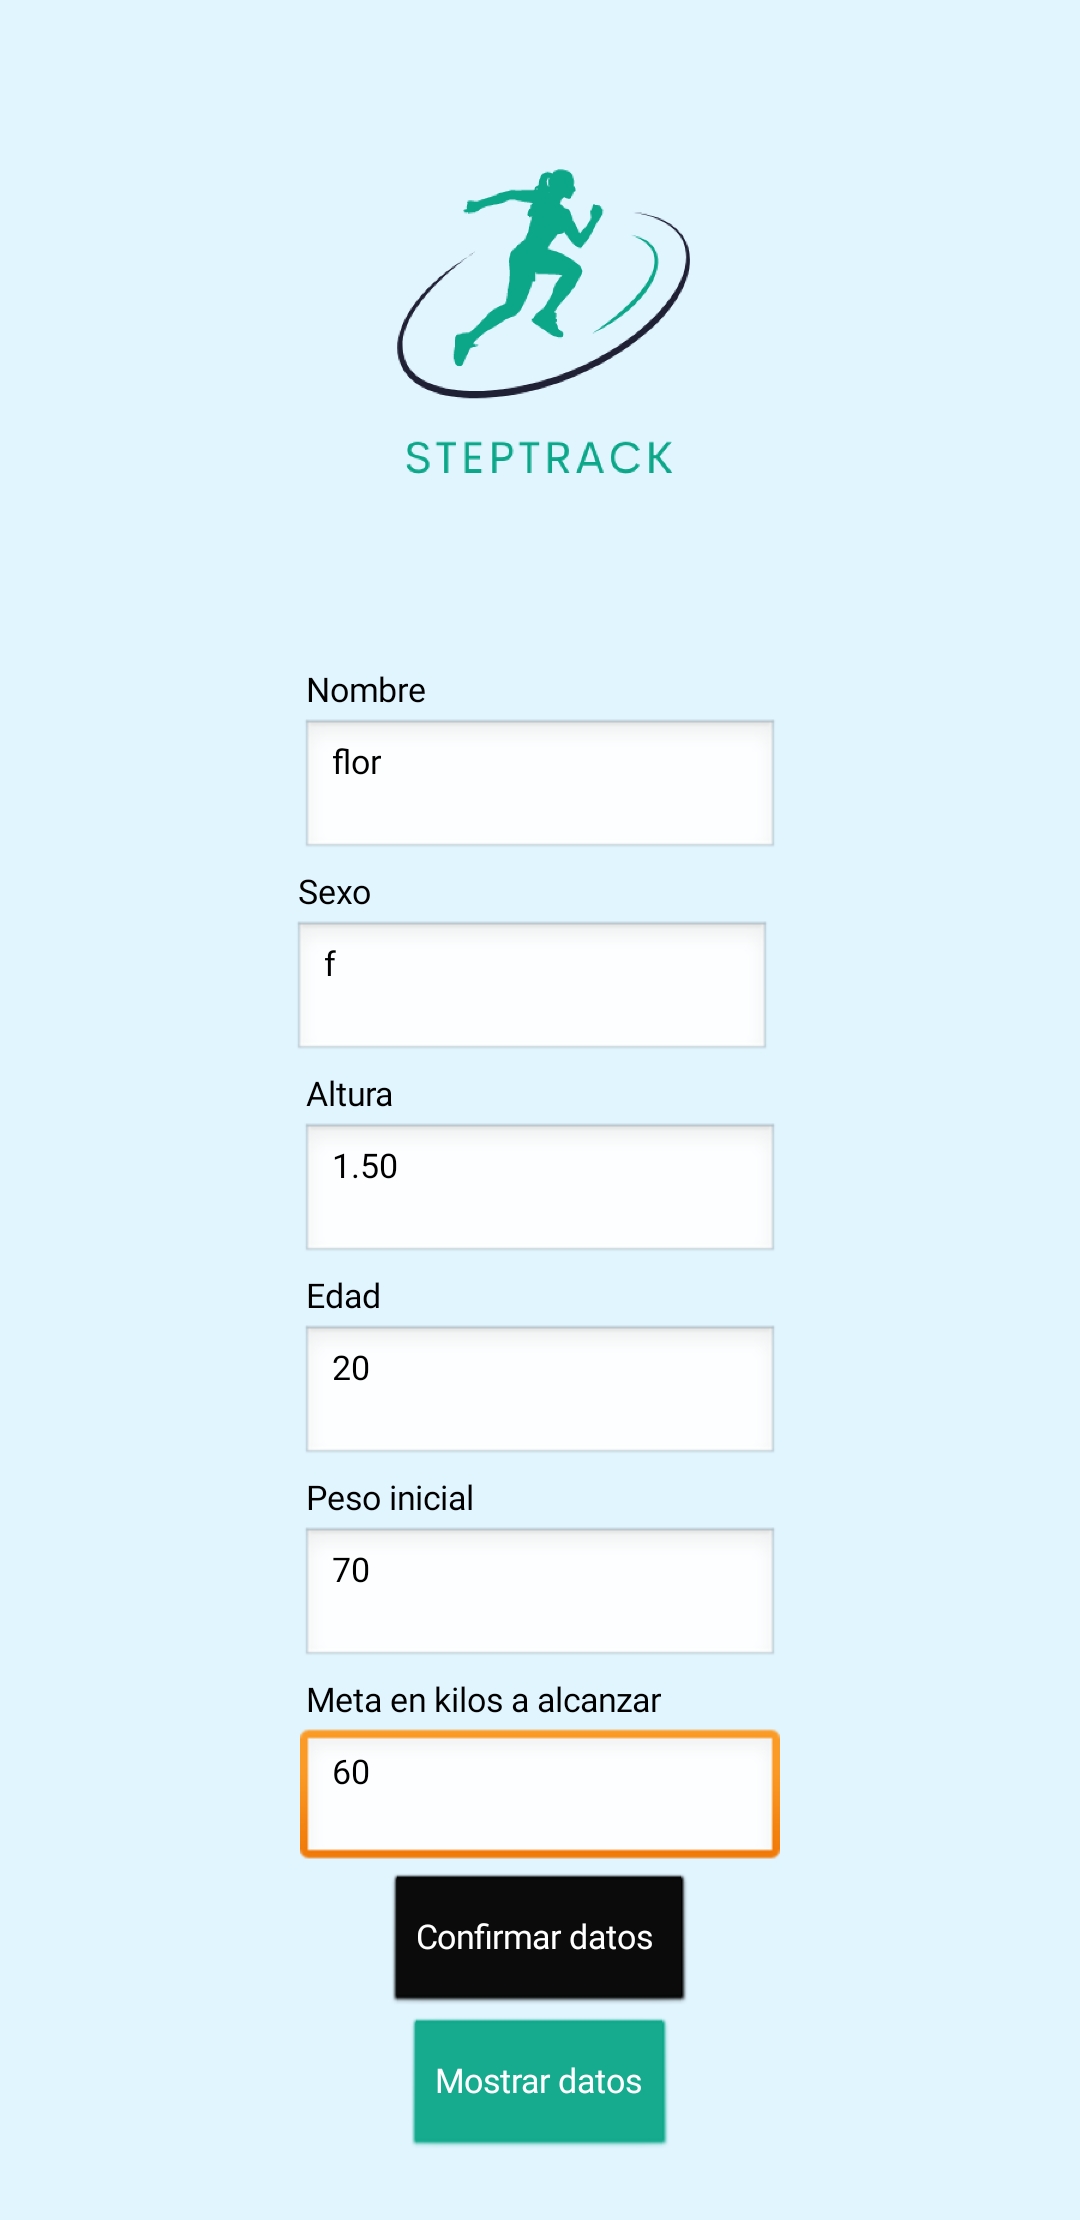 STEPTRACK
Nombre
flor
Sexo
f
Altura
1.50
Edad
20
Peso inicial
70
Meta en kilos a alcanzar
60
Confirmar datos
Mostrar datos